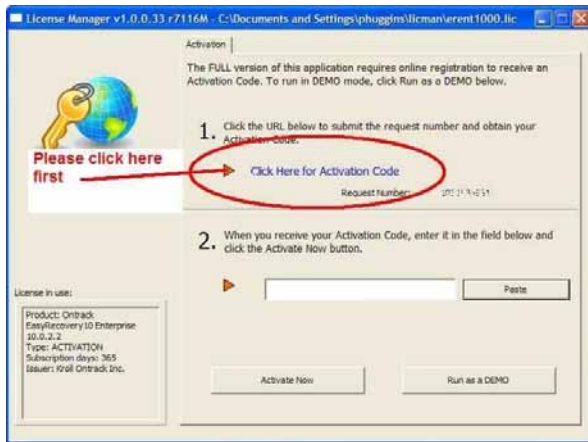 License Manager v1.0.0.33 r7116M - C:\Documents and Settings\phuggins\licman\erent1000.lic
Activation
The FULL version of this application requires online registration to receive an
Activation Code. To run in DEMO mode, click Run as a DEMO below.
1. Click the URL below to submit the request number and obtain your
Activation Code.
Please click here
first
Click Here for Activation Code
Request Number:
2. When you receive your Activation Code, enter it in the field below and
click the Activate Now button.
Paste
License in use:
Product: Ontrack
EasyRecovery10 Enterprise
10.0.2.2
Type: ACTIVATION
Subscription days: 365
Issuer: Kroll Ontrack Inc.
Activate Now
Run as a DEMO